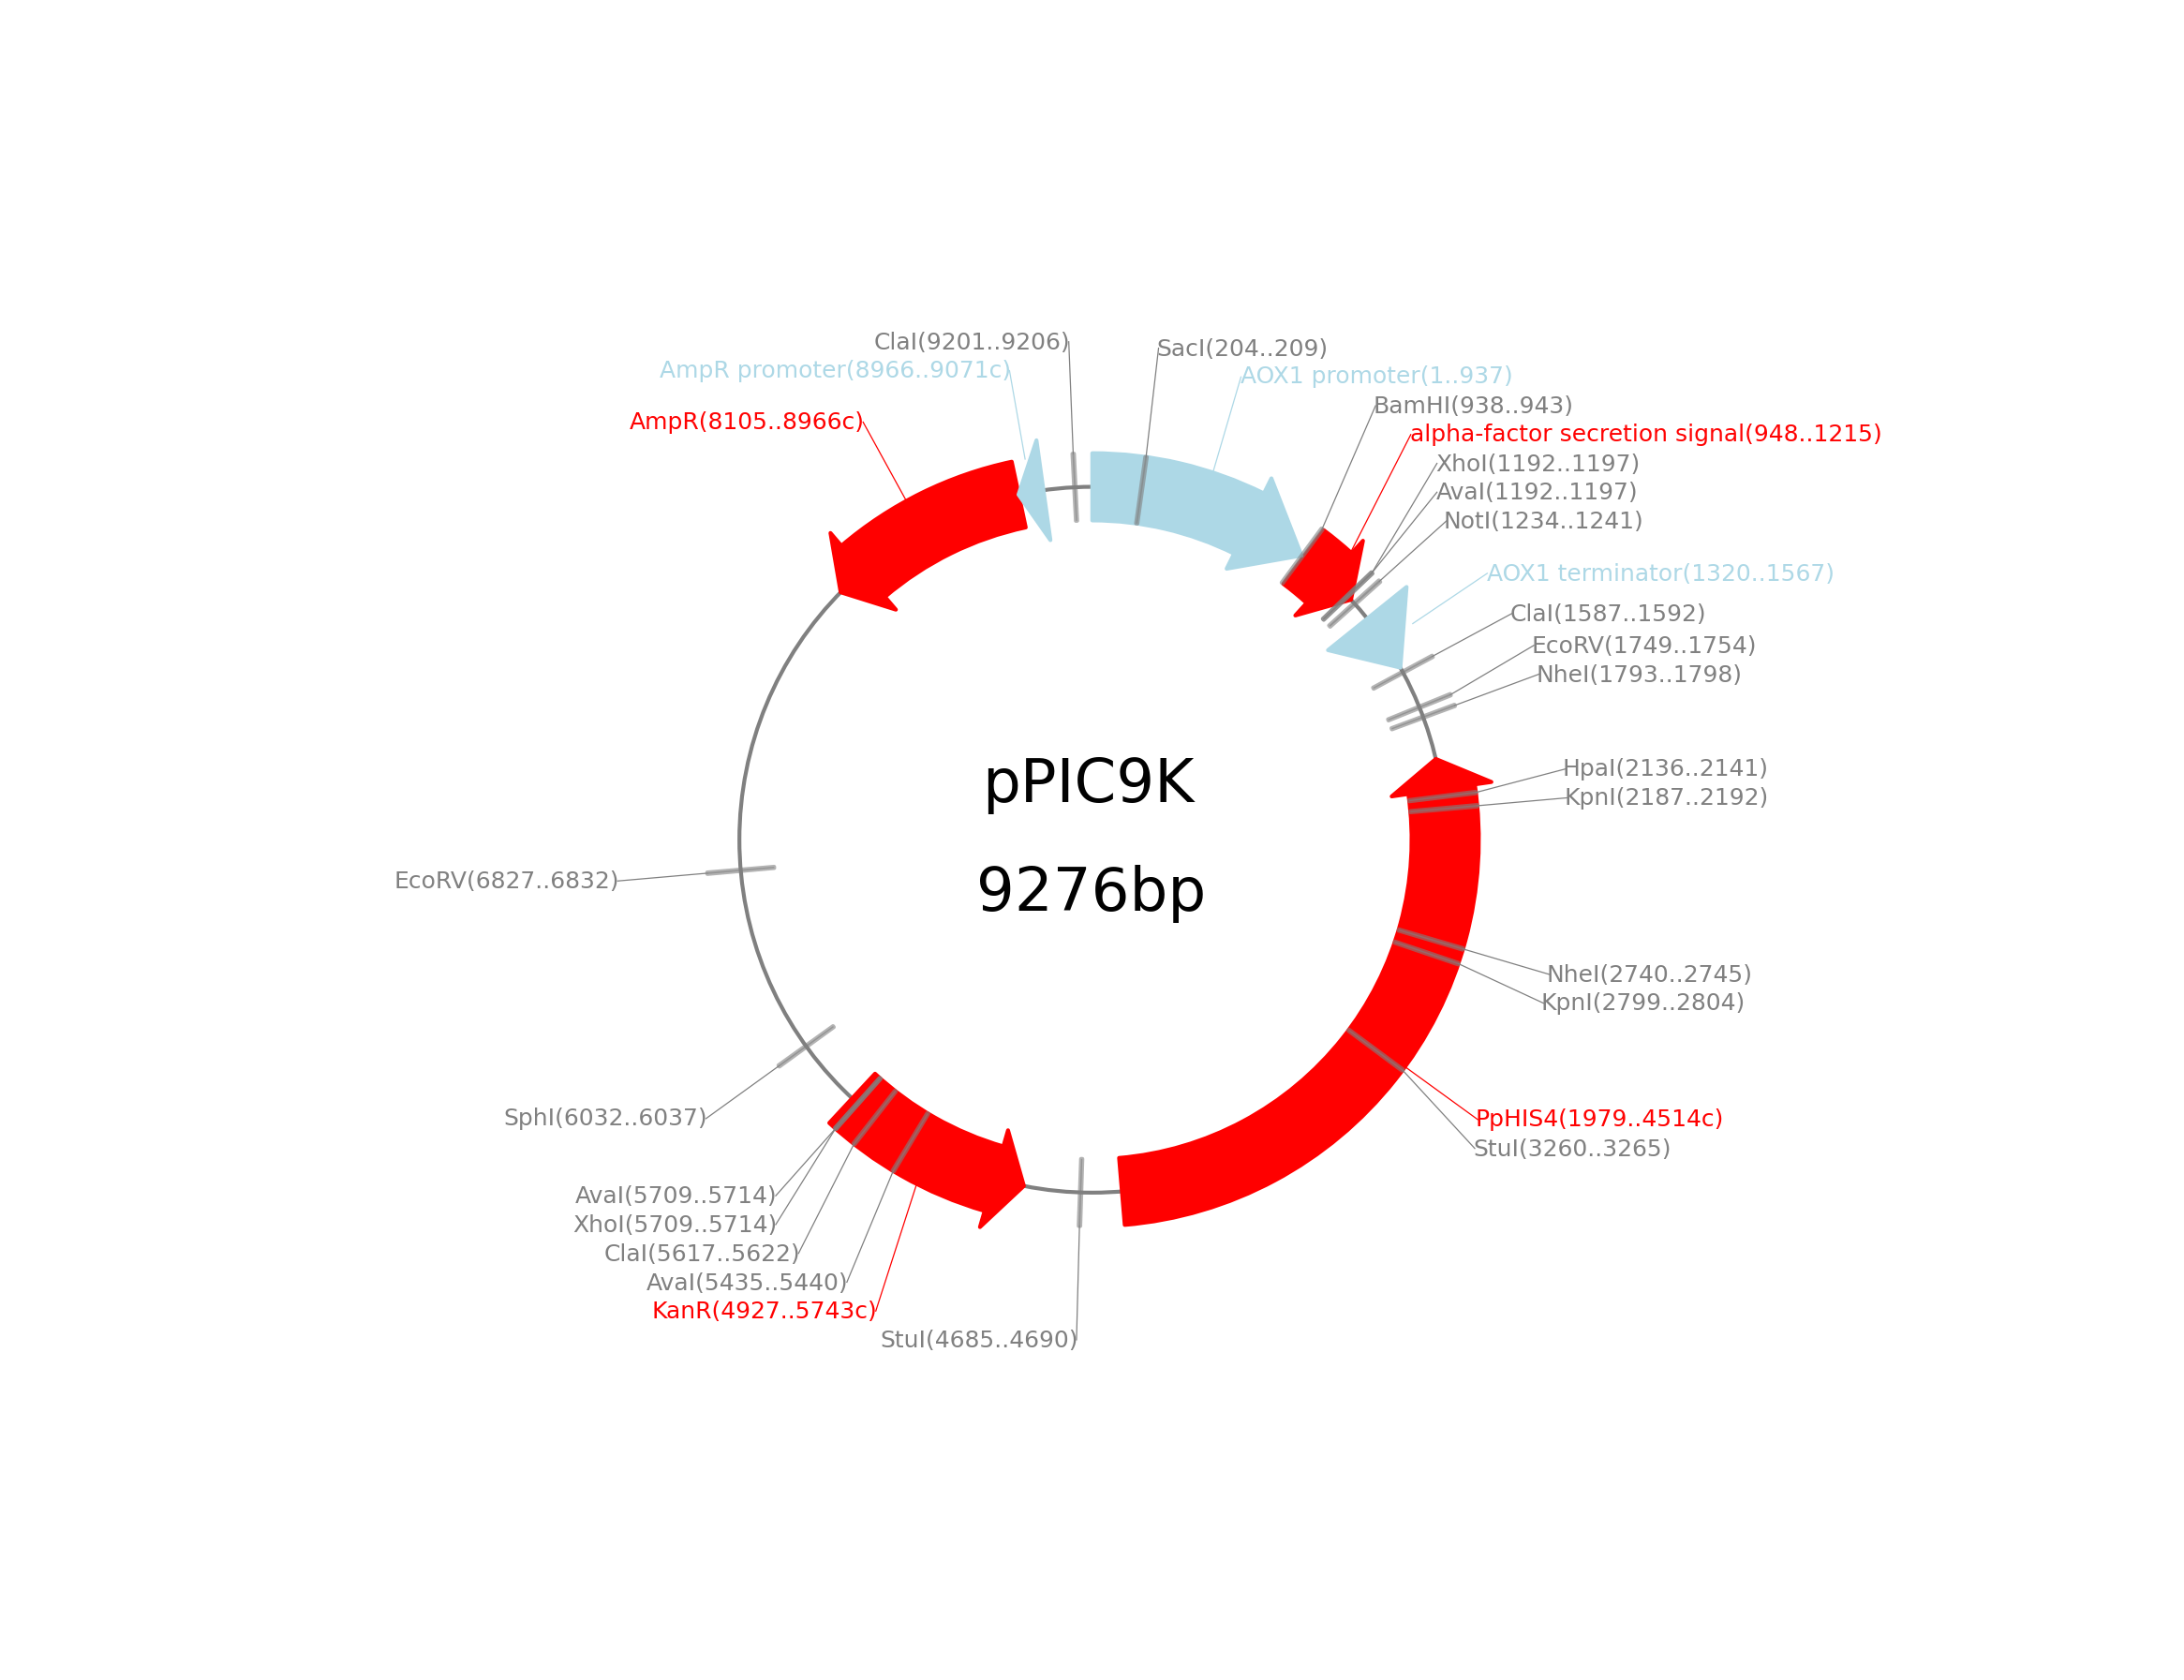 ClaI(9201..9206)
SacI(204..209)
AmpR promoter(8966..9071c)
AOX1 promoter(1..937)
BamHI(938..943)
AmpR(8105..8966c)
alpha-factor secretion signal(948..1215)
XhoI(1192..1197)
AvaI(1192..1197)
NotI(1234..1241)
AOX1 terminator(1320..1567)
ClaI(1587..1592)
EcoRV(1749..1754)
NheI(1793..1798)
HpaI(2136..2141)
pPIC9K
KpnI(2187..2192)
EcoRV(6827..6832)
9276bp
NheI(2740..2745)
KpnI(2799..2804)
SphI(6032..6037)
PpHIS4(1979..4514c)
StuI(3260..3265)
AvaI(5709..5714)
XhoI(5709..5714)
ClaI(5617..5622)
AvaI(5435..5440)
KanR(4927..5743c)
StuI(4685..4690)